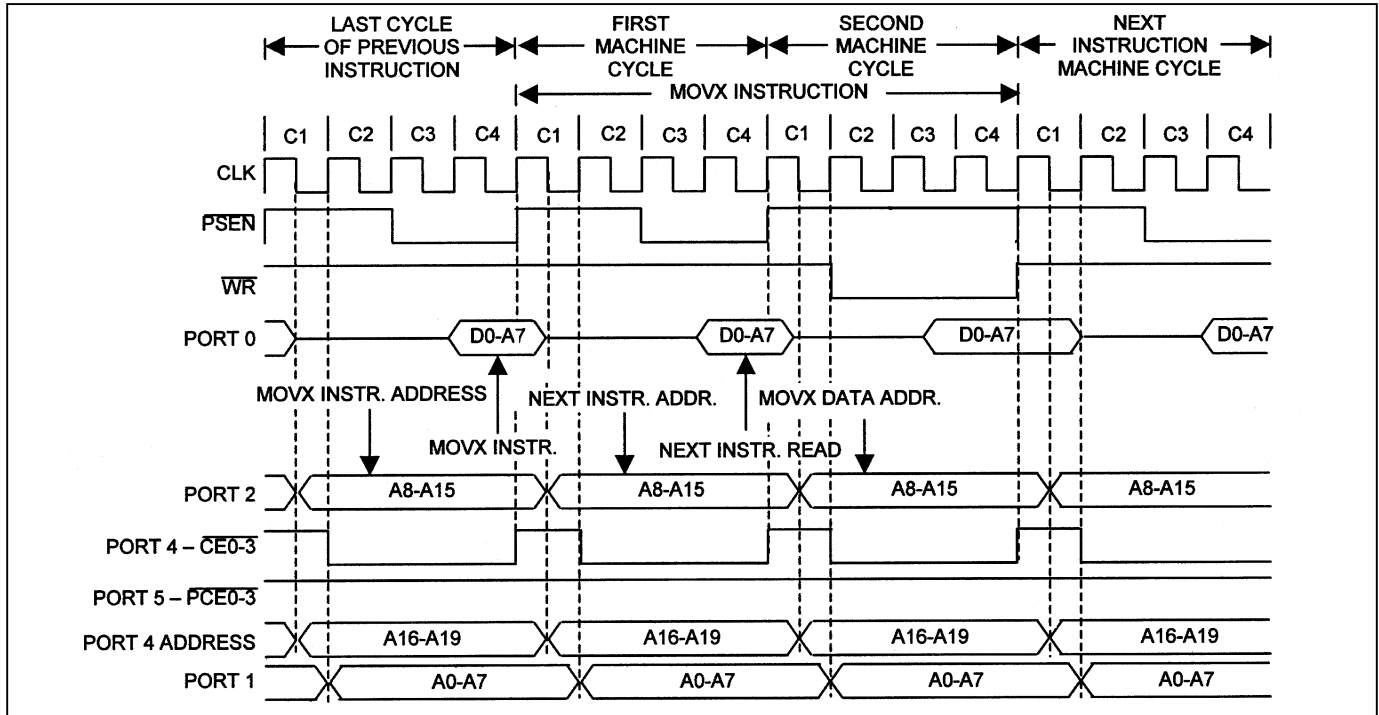 LAST CYCLE
OF PREVIOUS
INSTRUCTION
FIRST
MACHINE
CYCLE
SECOND
MACHINE
CYCLE
NEXT
INSTRUCTION
MACHINE CYCLE
MOVX INSTRUCTION
C1 C2 C3 C4 C1 C2 C3 C4 C1 C2 C3 C4 C1 C2 C3 C4
CLK
PSEN
WR
PORT 0 D0-A7 D0-A7 D0-A7 D0-A7
MOVX INSTR. ADDRESS NEXT INSTR. ADDR. MOVX DATA ADDR.
MOVX INSTR. NEXT INSTR. READ
PORT 2 A8-A15 A8-A15 A8-A15 A8-A15
PORT 4 – CE0-3
PORT 5 – PCE0-3
PORT 4 ADDRESS A16-A19 A16-A19 A16-A19 A16-A19
PORT 1 A0-A7 A0-A7 A0-A7 A0-A7